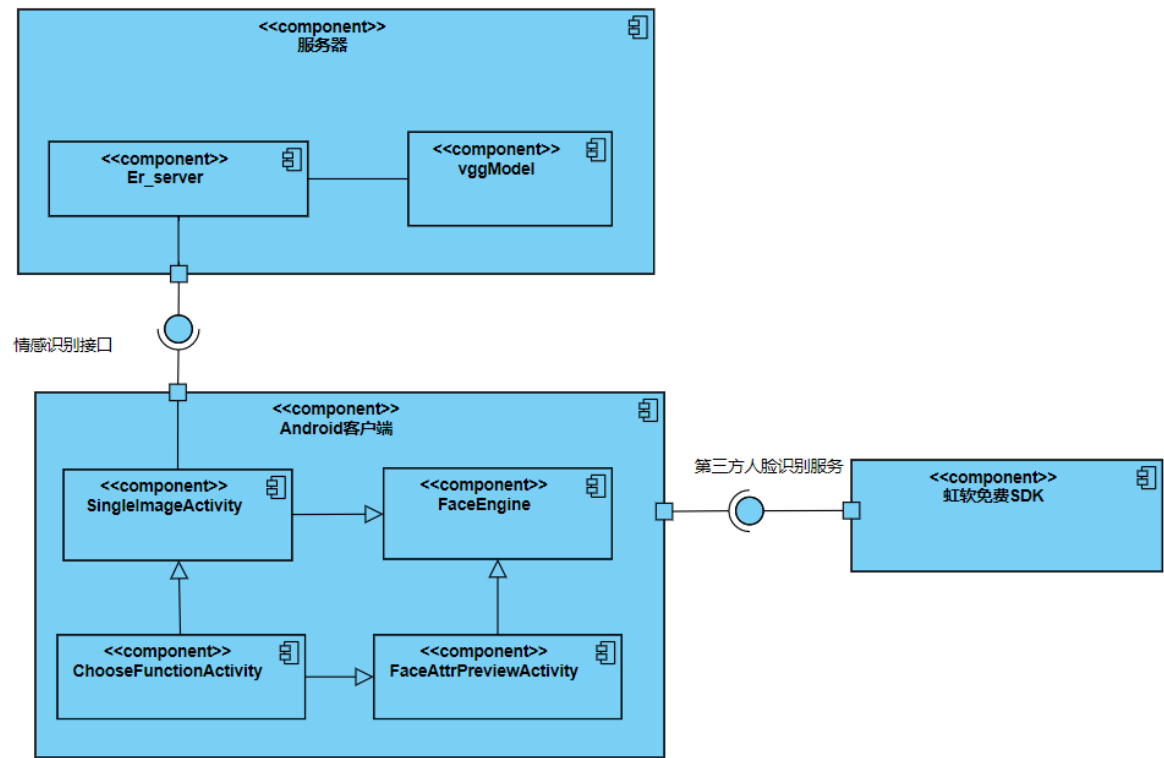 <<component>>
服务器
<<component>>
Er_server
<<component>>
vggModel
情感识别接口
<<component>>
Android客户端
<<component>>
SingleImageActivity
<<component>>
FaceEngine
第三方人脸识别服务
<<component>>
虹软免费SDK
<<component>>
ChooseFunctionActivity
<<component>>
FaceAttrPreviewActivity